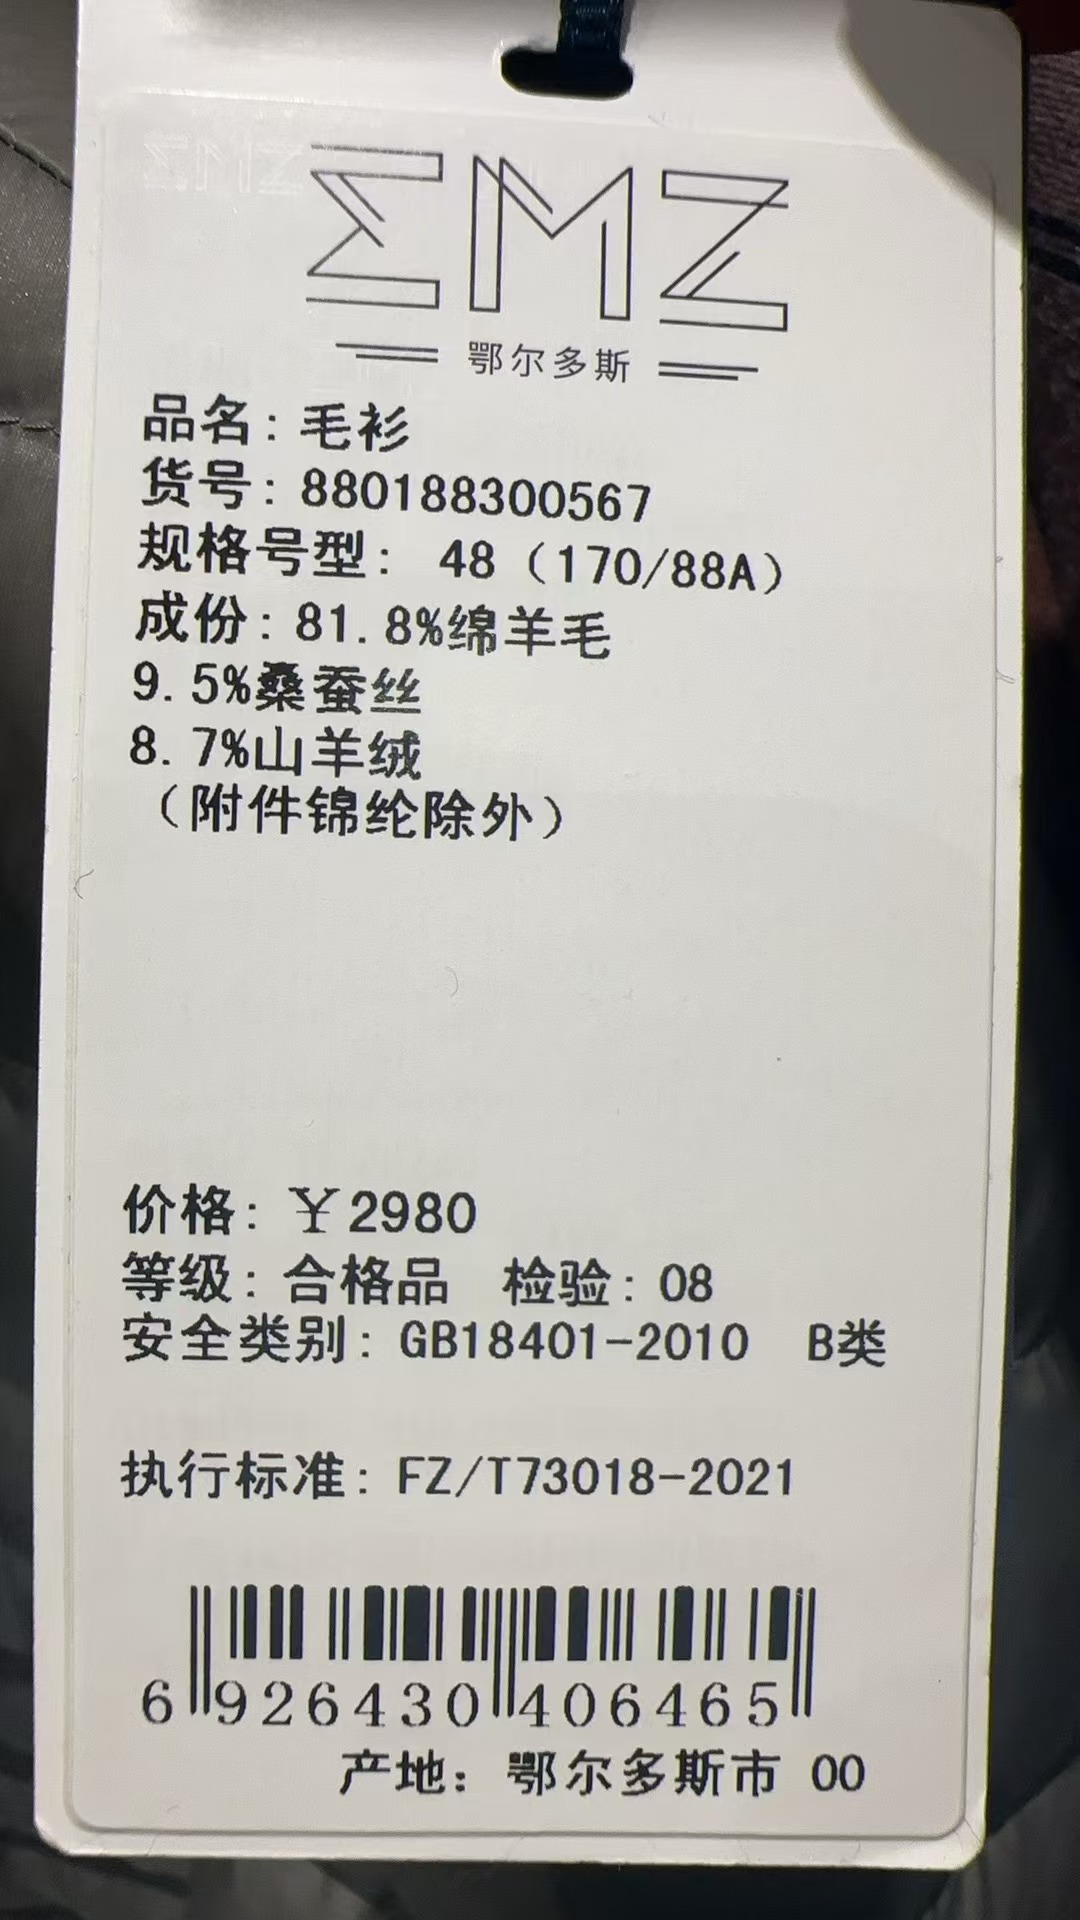 EMZ
鄂尔多斯
品名：毛衫
货号：880188300567
规格号型： 48（170/88A）
成份：81.8%绵羊毛
9.5%桑蚕丝
8.7%山羊绒
（附件锦纶除外）
价格：￥2980
等级：合格品 检验：08
安全类别：GB18401-2010 B类
执行标准：FZ/T73018-2021
6 926430 406465
产地：鄂尔多斯市 00